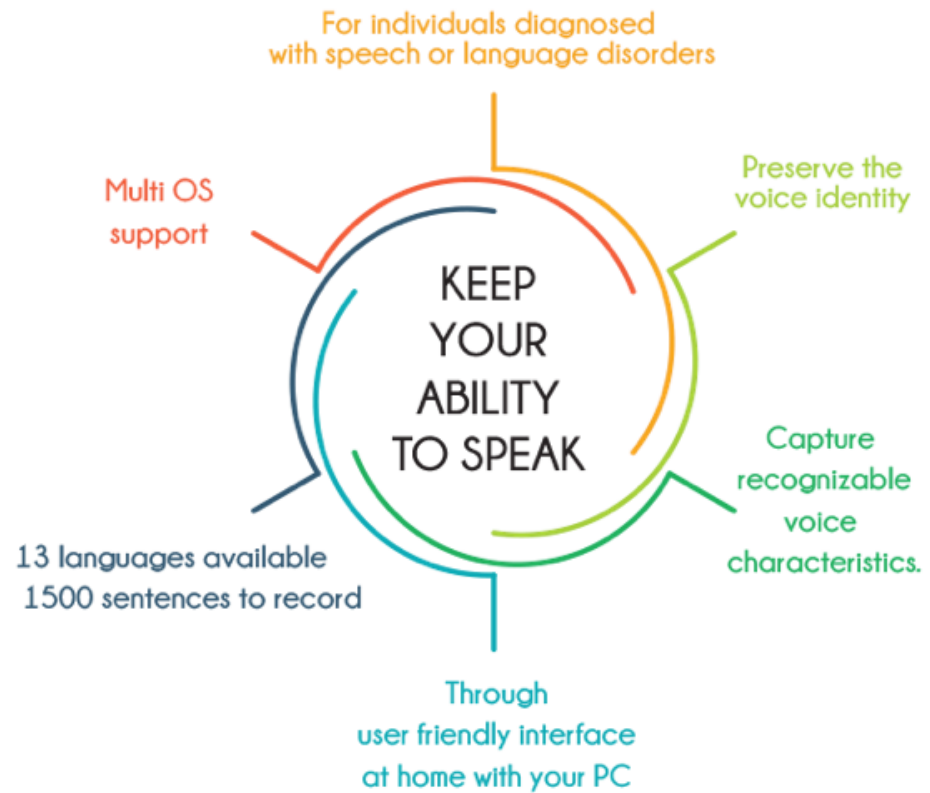 For individuals diagnosed
with speech or language disorders
Preserve the
voice identity
Multi OS
support
KEEP
YOUR
ABILITY
TO SPEAK
Capture
recognizable
voice
characteristics.
13 languages available
1500 sentences to record
Through
user friendly interface
at home with your PC